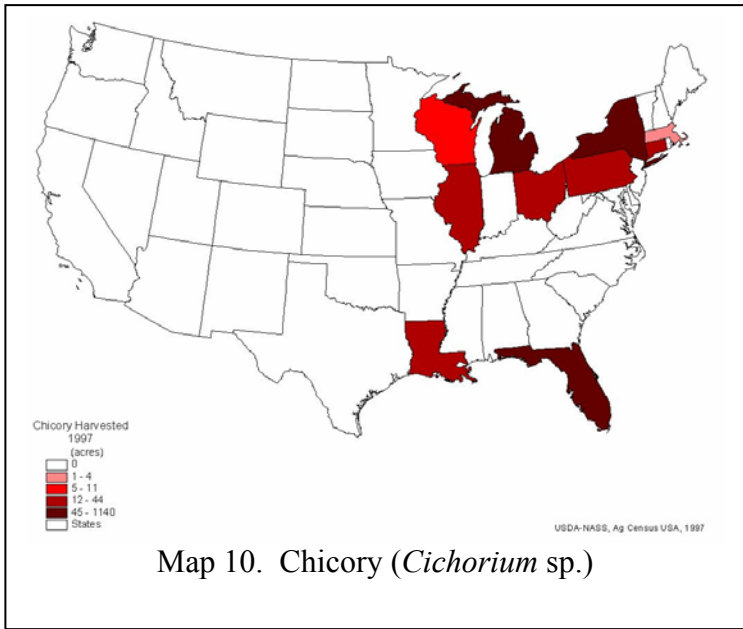 Chicory Harvested
1997
(acres)
0
1 - 4
5 - 11
12 - 44
45 - 1140
States
USDA-NASS, Ag Census USA, 1997
Map 10.  Chicory (Cichorium sp.)